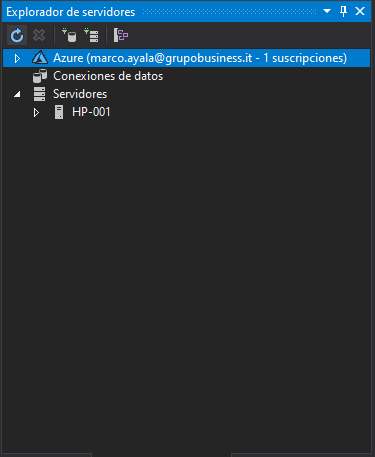 Explorador de servidores
Azure (marco.ayala@grupobusiness.it - 1 suscripciones)
Conexiones de datos
Servidores
HP-001